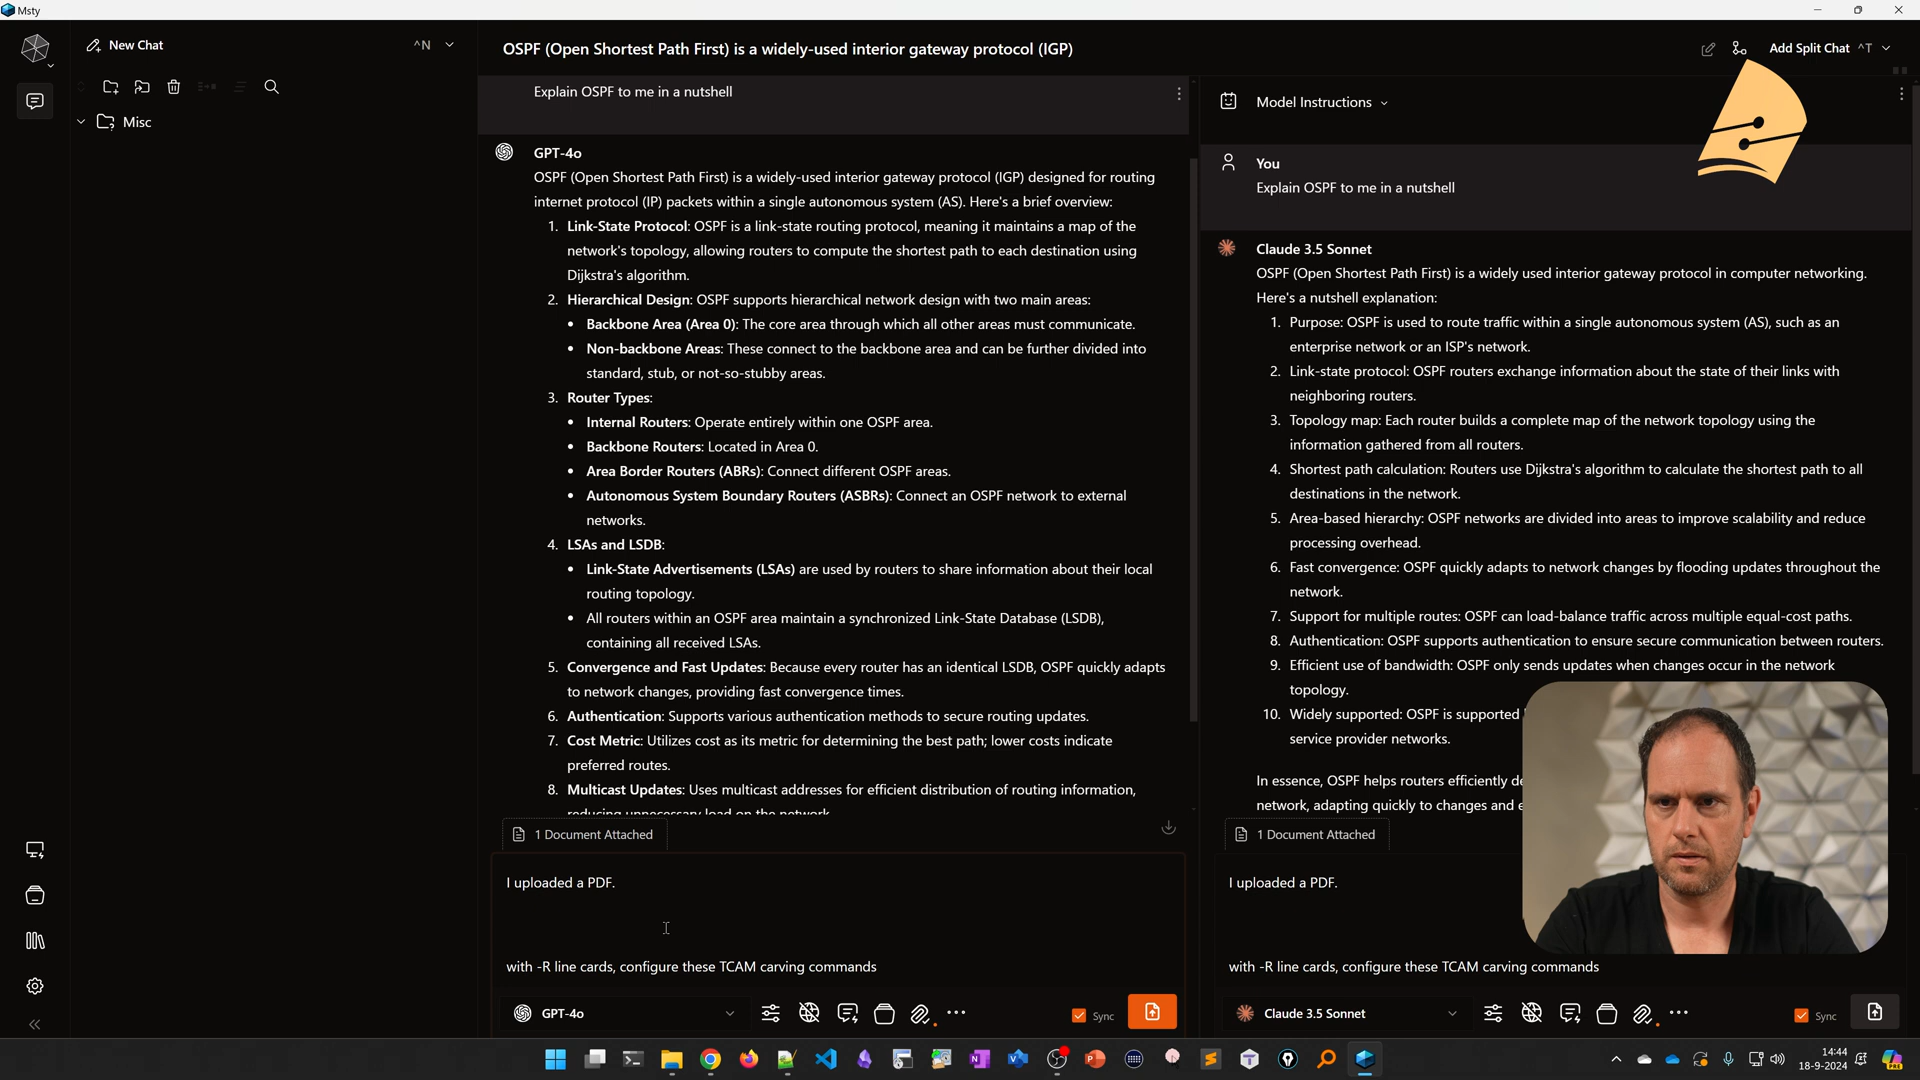 Msty
New Chat
^N
Misc
OSPF (Open Shortest Path First) is a widely-used interior gateway protocol (IGP)
Add Split Chat ^T
Explain OSPF to me in a nutshell
GPT-4o
OSPF (Open Shortest Path First) is a widely-used interior gateway protocol (IGP) designed for routing
internet protocol (IP) packets within a single autonomous system (AS). Here's a brief overview:
1. Link-State Protocol: OSPF is a link-state routing protocol, meaning it maintains a map of the
network's topology, allowing routers to compute the shortest path to each destination using
Dijkstra's algorithm.
2. Hierarchical Design: OSPF supports hierarchical network design with two main areas:
• Backbone Area (Area 0): The core area through which all other areas must communicate.
• Non-backbone Areas: These connect to the backbone area and can be further divided into
standard, stub, or not-so-stubby areas.
3. Router Types:
• Internal Routers: Operate entirely within one OSPF area.
• Backbone Routers: Located in Area 0.
• Area Border Routers (ABRs): Connect different OSPF areas.
• Autonomous System Boundary Routers (ASBRs): Connect an OSPF network to external
networks.
4. LSAs and LSDB:
• Link-State Advertisements (LSAs) are used by routers to share information about their local
routing topology.
• All routers within an OSPF area maintain a synchronized Link-State Database (LSDB),
containing all received LSAs.
5. Convergence and Fast Updates: Because every router has an identical LSDB, OSPF quickly adapts
to network changes, providing fast convergence times.
6. Authentication: Supports various authentication methods to secure routing updates.
7. Cost Metric: Utilizes cost as its metric for determining the best path; lower costs indicate
preferred routes.
8. Multicast Updates: Uses multicast addresses for efficient distribution of routing information,
reducing unnecessary load on the network.
1 Document Attached
I uploaded a PDF.
with -R line cards, configure these TCAM carving commands
GPT-4o
Sync
Model Instructions
You
Explain OSPF to me in a nutshell
Claude 3.5 Sonnet
OSPF (Open Shortest Path First) is a widely used interior gateway protocol in computer networking.
Here's a nutshell explanation:
1. Purpose: OSPF is used to route traffic within a single autonomous system (AS), such as an
enterprise network or an ISP's network.
2. Link-state protocol: OSPF routers exchange information about the state of their links with
neighboring routers.
3. Topology map: Each router builds a complete map of the network topology using the
information gathered from all routers.
4. Shortest path calculation: Routers use Dijkstra's algorithm to calculate the shortest path to all
destinations in the network.
5. Area-based hierarchy: OSPF networks are divided into areas to improve scalability and reduce
processing overhead.
6. Fast convergence: OSPF quickly adapts to network changes by flooding updates throughout the
network.
7. Support for multiple routes: OSPF can load-balance traffic across multiple equal-cost paths.
8. Authentication: OSPF supports authentication to ensure secure communication between routers.
9. Efficient use of bandwidth: OSPF only sends updates when changes occur in the network
topology.
10. Widely supported: OSPF is supported
service provider networks.
In essence, OSPF helps routers efficiently
network, adapting quickly to changes and
1 Document Attached
I uploaded a PDF.
with -R line cards, configure these TCAM carving commands
Claude 3.5 Sonnet
Sync
14:44
18-9-2024